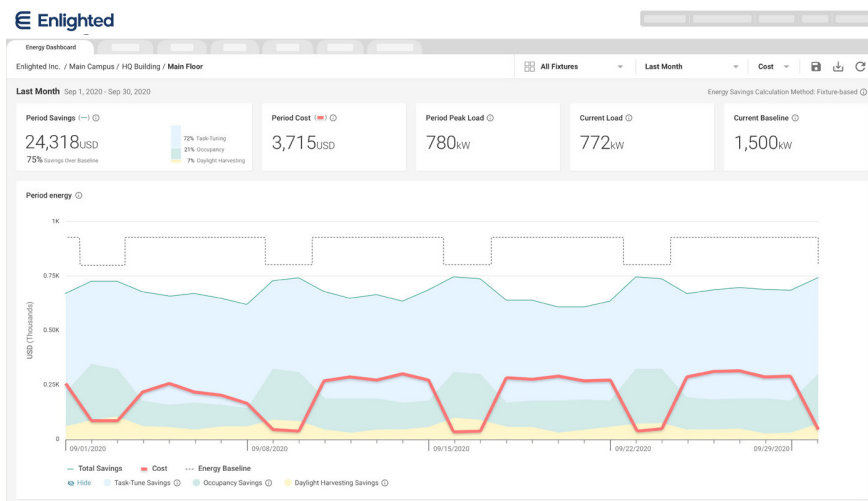 Enlighted
Energy Dashboard
Enlighted Inc. / Main Campus / HQ Building / Main Floor
All Fixtures
Last Month
Cost
Last Month Sep 1, 2020 - Sep 30, 2020
Energy Savings Calculation Method: Fixture-based
Period Savings (—)
24,318USD
75% Savings Over Baseline
72% Task-Tuning
21% Occupancy
7% Daylight Harvesting
Period Cost
3,715USD
Period Peak Load
780kW
Current Load
772kW
Current Baseline
1,500kW
Period energy
1K
0.75K
0.50K
0.25K
0
USD (Thousands)
09/01/2020
09/08/2020
09/15/2020
09/22/2020
09/29/2020
Total Savings
Cost
Energy Baseline
Hide
Task-Tune Savings
Occupancy Savings
Daylight Harvesting Savings